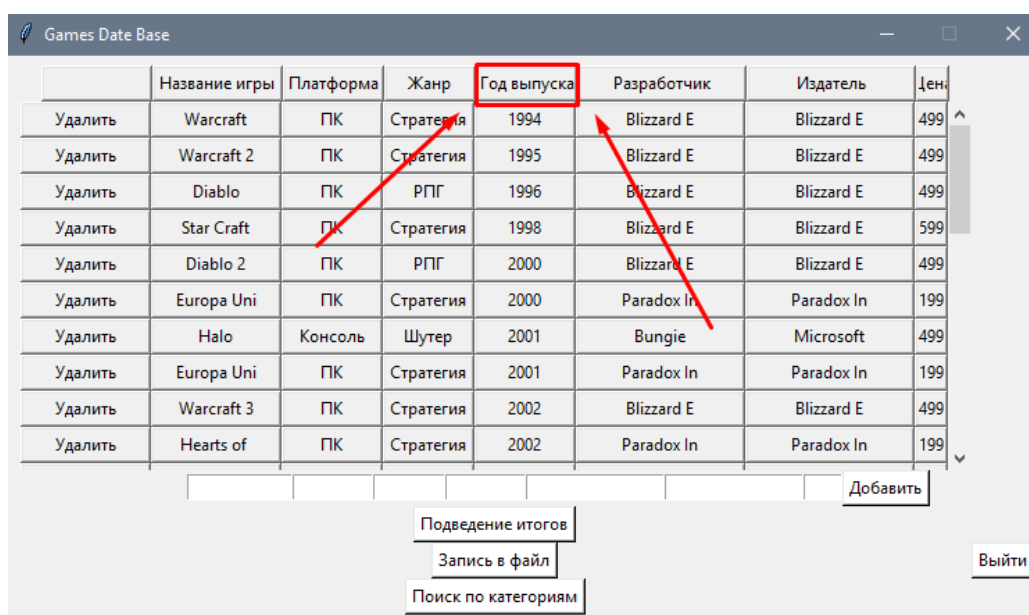 Games Date Base
Название игры Платформа Жанр Год выпуска Разработчик Издатель Цена
Удалить Warcraft ПК Стратегия 1994 Blizzard E Blizzard E 499
Удалить Warcraft 2 ПК Стратегия 1995 Blizzard E Blizzard E 499
Удалить Diablo ПК РПГ 1996 Blizzard E Blizzard E 499
Удалить Star Craft ПК Стратегия 1998 Blizzard E Blizzard E 599
Удалить Diablo 2 ПК РПГ 2000 Blizzard E Blizzard E 499
Удалить Europa Uni ПК Стратегия 2000 Paradox In Paradox In 199
Удалить Halo Консоль Шутер 2001 Bungie Microsoft 499
Удалить Europa Uni ПК Стратегия 2001 Paradox In Paradox In 199
Удалить Warcraft 3 ПК Стратегия 2002 Blizzard E Blizzard E 499
Удалить Hearts of ПК Стратегия 2002 Paradox In Paradox In 199
Добавить
Подведение итогов
Запись в файл Выйти
Поиск по категориям